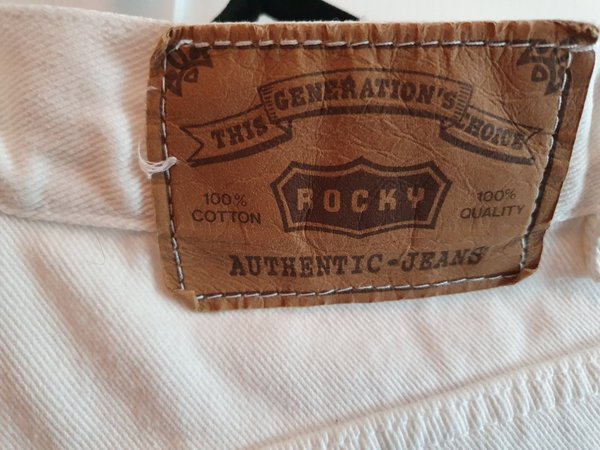 THIS GENERATION'S CHOICE
ROCKY
100%
COTTON
100%
QUALITY
AUTHENTIC-JEANS